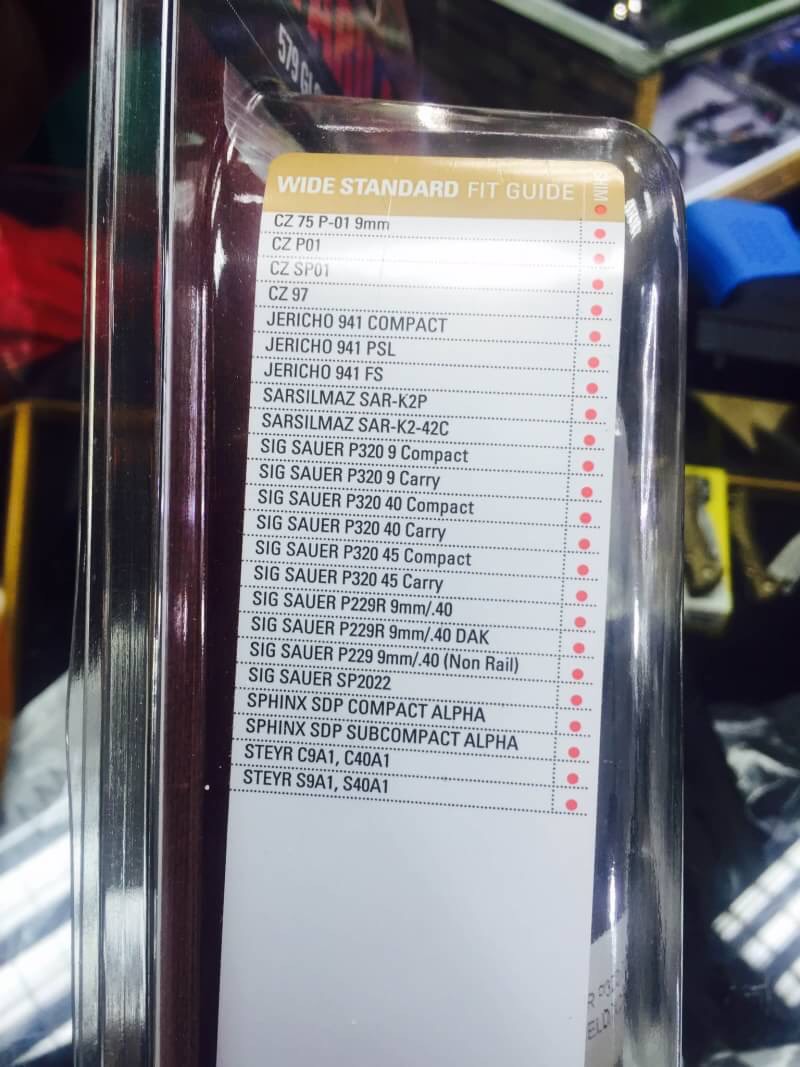 579 GL
WIDE STANDARD FIT GUIDE
SHIM
CZ 75 P-01 9mm
CZ P01
CZ SP01
CZ 97
JERICHO 941 COMPACT
JERICHO 941 PSL
JERICHO 941 FS
SARSILMAZ SAR-K2P
SARSILMAZ SAR-K2-42C
SIG SAUER P320 9 Compact
SIG SAUER P320 9 Carry
SIG SAUER P320 40 Compact
SIG SAUER P320 40 Carry
SIG SAUER P320 45 Compact
SIG SAUER P320 45 Carry
SIG SAUER P229R 9mm/.40
SIG SAUER P229R 9mm/.40 DAK
SIG SAUER P229 9mm/.40 (Non Rail)
SIG SAUER SP2022
SPHINX SDP COMPACT ALPHA
SPHINX SDP SUBCOMPACT ALPHA
STEYR C9A1, C40A1
STEYR S9A1, S40A1